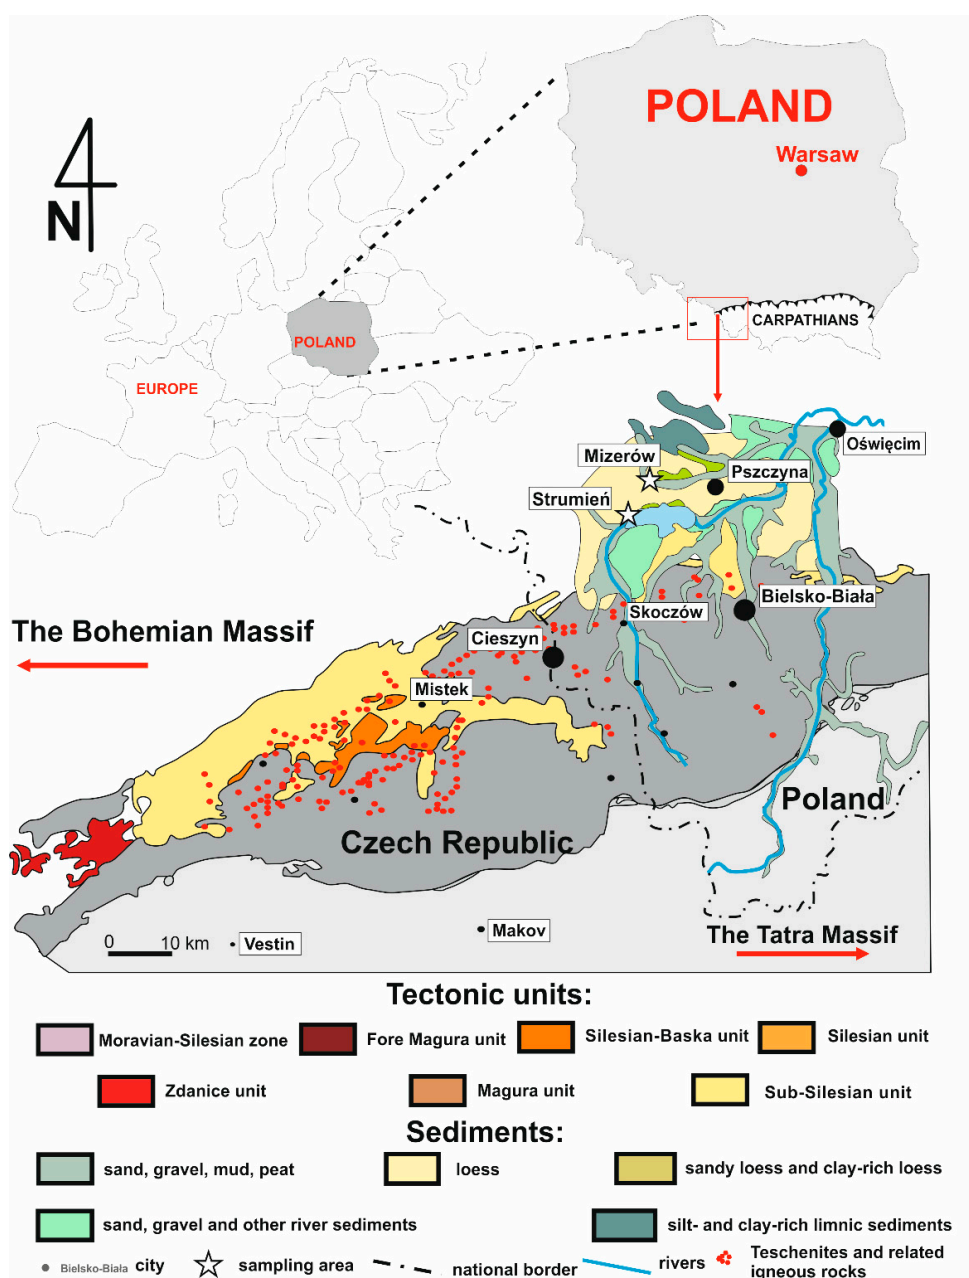 POLAND
Warsaw
N
CARPATHIANS
POLAND
EUROPE
Oświęcim
Mizerów
Pszczyna
Strumień
Bielsko-Biała
Skoczów
The Bohemian Massif
Cieszyn
Mistek
Poland
Czech Republic
0 10 km
Vestin
Makov
The Tatra Massif
Tectonic units:
Moravian-Silesian zone
Fore Magura unit
Silesian-Baska unit
Silesian unit
Zdanice unit
Magura unit
Sub-Silesian unit
Sediments:
sand, gravel, mud, peat
loess
sandy loess and clay-rich loess
sand, gravel and other river sediments
silt- and clay-rich limnic sediments
Bielsko-Biała city
sampling area
national border
rivers
Teschenites and related
igneous rocks